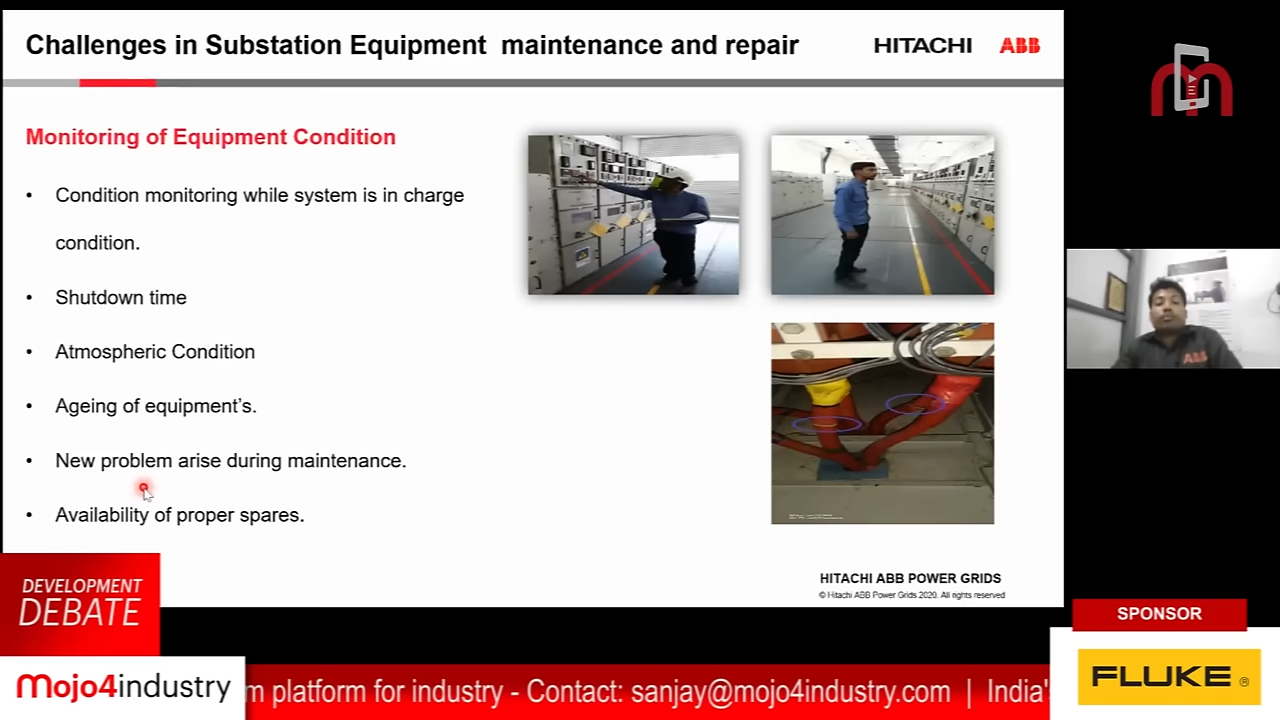 Challenges in Substation Equipment maintenance and repair
HITACHI ABB
Monitoring of Equipment Condition
• Condition monitoring while system is in charge
condition.
• Shutdown time
• Atmospheric Condition
• Ageing of equipment's.
• New problem arise during maintenance.
• Availability of proper spares.
HITACHI ABB POWER GRIDS
© Hitachi ABB Power Grids 2020. All rights reserved
ABB
DEVELOPMENT
DEBATE
SPONSOR
FLUKE®
mojo4industry
m platform for industry - Contact: sanjay@mojo4industry.com | India's